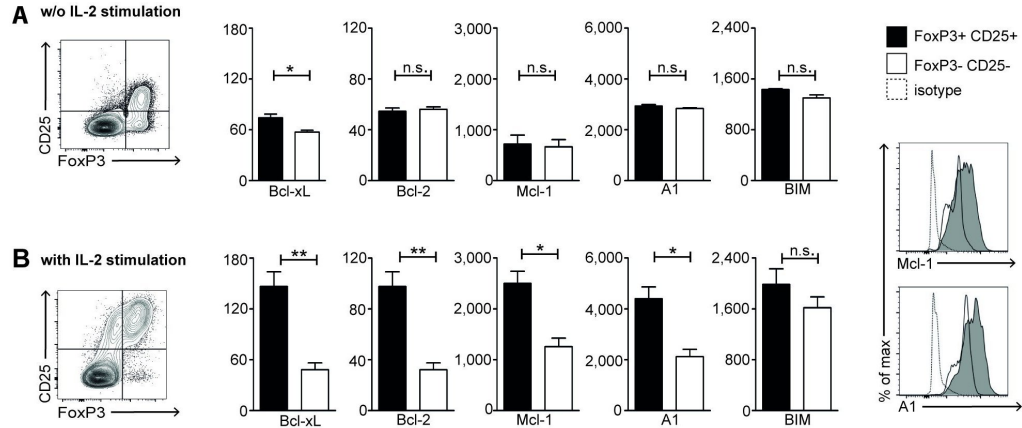 A w/o IL-2 stimulation
CD25
FoxP3
180
120
60
0
*
Bcl-xL
120
80
40
0
n.s.
Bcl-2
3,000
2,000
1,000
0
n.s.
Mcl-1
6,000
4,000
2,000
0
n.s.
A1
2,400
1,600
800
0
n.s.
BIM
FoxP3+ CD25+
FoxP3- CD25-
isotype
B with IL-2 stimulation
CD25
FoxP3
180
120
60
0
**
Bcl-xL
120
80
40
0
**
Bcl-2
3,000
2,000
1,000
0
*
Mcl-1
6,000
4,000
2,000
0
*
A1
2,400
1,600
800
0
n.s.
BIM
% of max
Mcl-1
A1